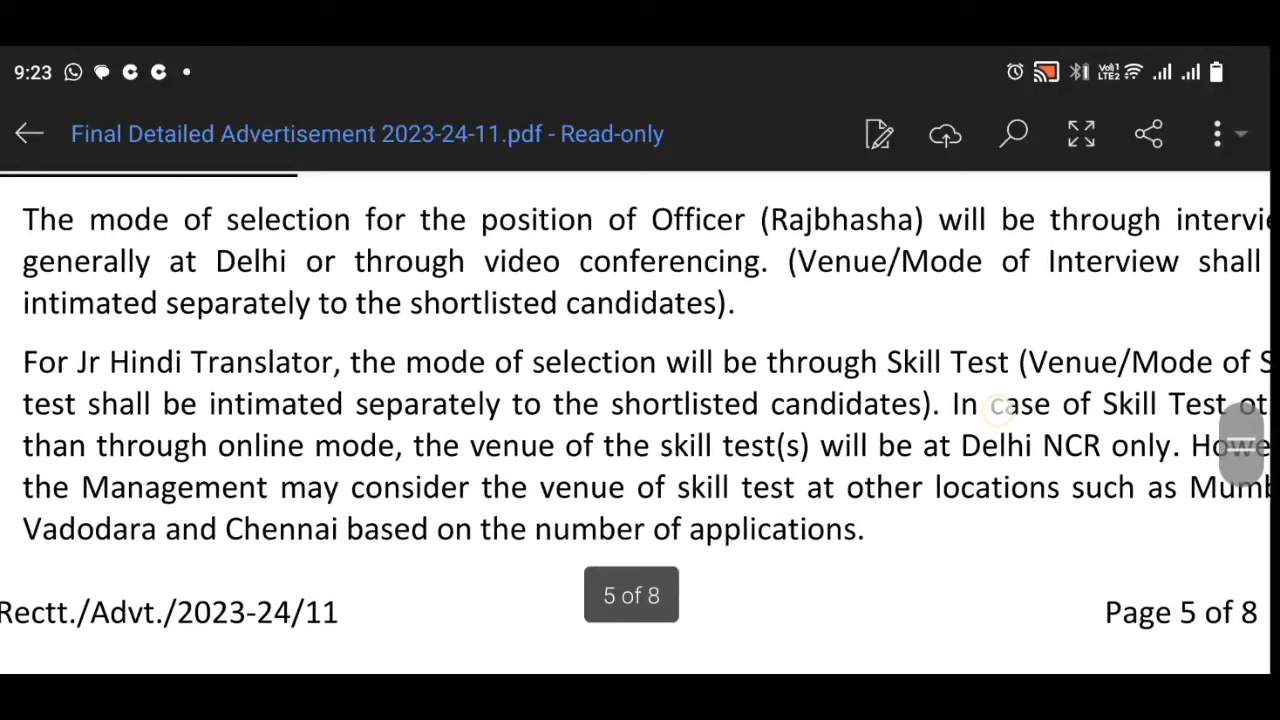 9:23
Final Detailed Advertisement 2023-24-11.pdf - Read-only
The mode of selection for the position of Officer (Rajbhasha) will be through
generally at Delhi or through video conferencing. (Venue/Mode of Interview shall
intimated separately to the shortlisted candidates).
For Jr Hindi Translator, the mode of selection will be through Skill Test (Venue/Mode of
test shall be intimated separately to the shortlisted candidates). In case of Skill Test
than through online mode, the venue of the skill test(s) will be at Delhi NCR only.
the Management may consider the venue of skill test at other locations such as
Vadodara and Chennai based on the number of applications.
5 of 8
Rectt./Advt./2023-24/11
Page 5 of 8